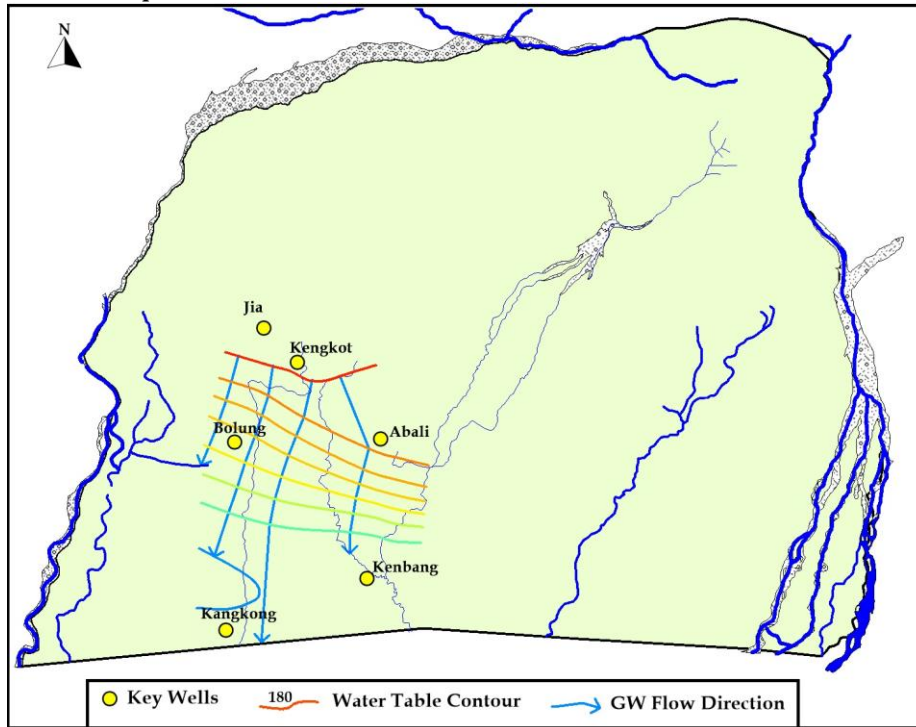 N
Jia
Kengkot
Bolung
Abali
Kenbang
Kangkong
Key Wells
180
Water Table Contour
GW Flow Direction